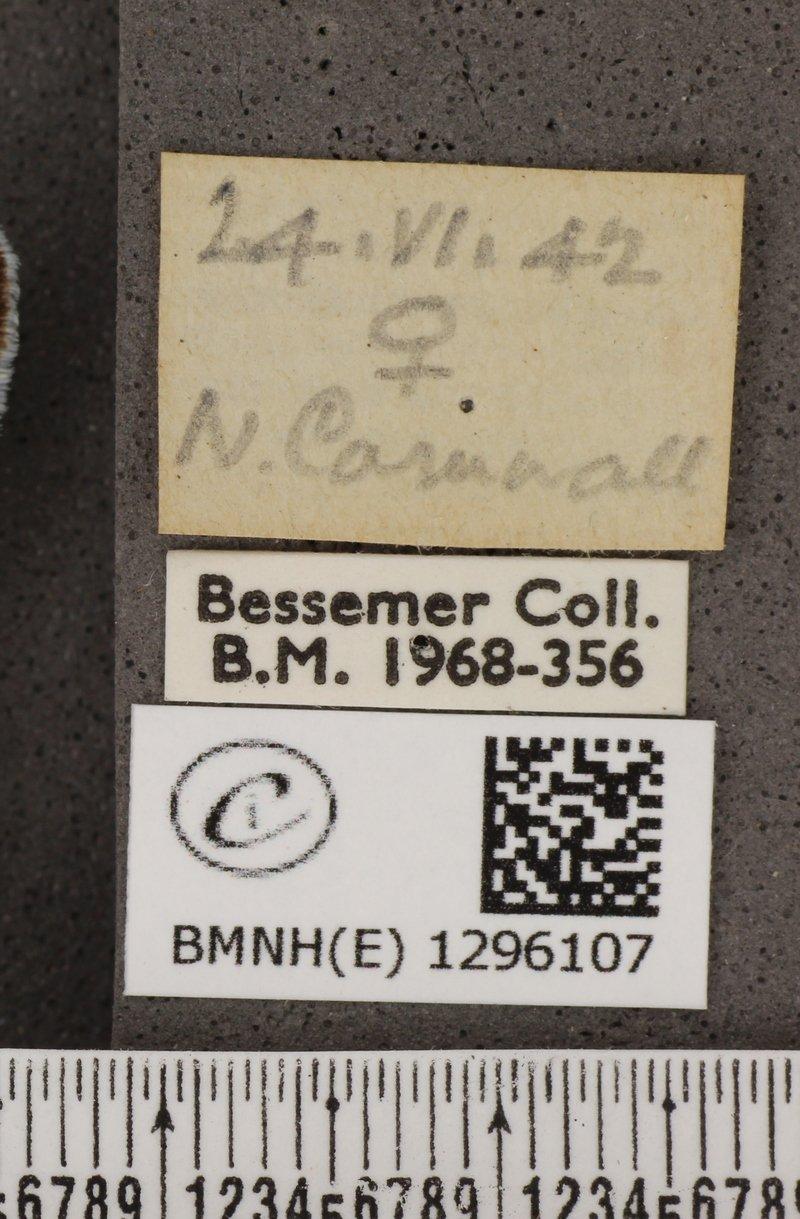 24.VI.42
♀
N. Cornwall
Bessemer Coll.
B.M. 1968-356
C
BMNH(E) 1296107
6789 123456789 123456789